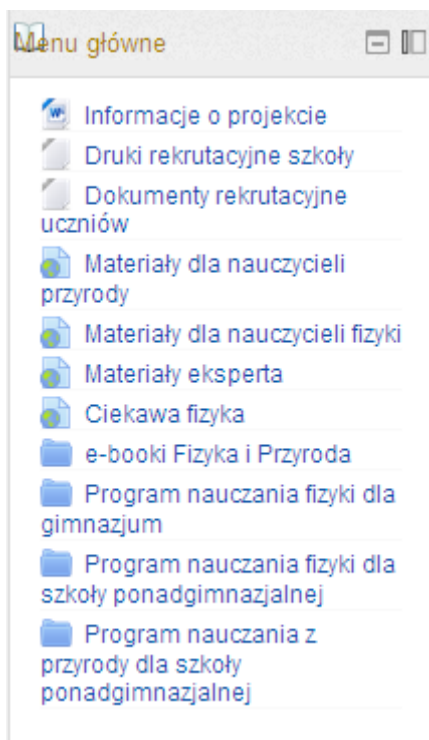 Menu główne
Informacje o projekcie
Druki rekrutacyjne szkoły
Dokumenty rekrutacyjne
uczniów
Materiały dla nauczycieli
przyrody
Materiały dla nauczycieli fizyki
Materiały eksperta
Ciekawa fizyka
e-booki Fizyka i Przyroda
Program nauczania fizyki dla
gimnazjum
Program nauczania fizyki dla
szkoły ponadgimnazjalnej
Program nauczania z
przyrody dla szkoły
ponadgimnazjalnej